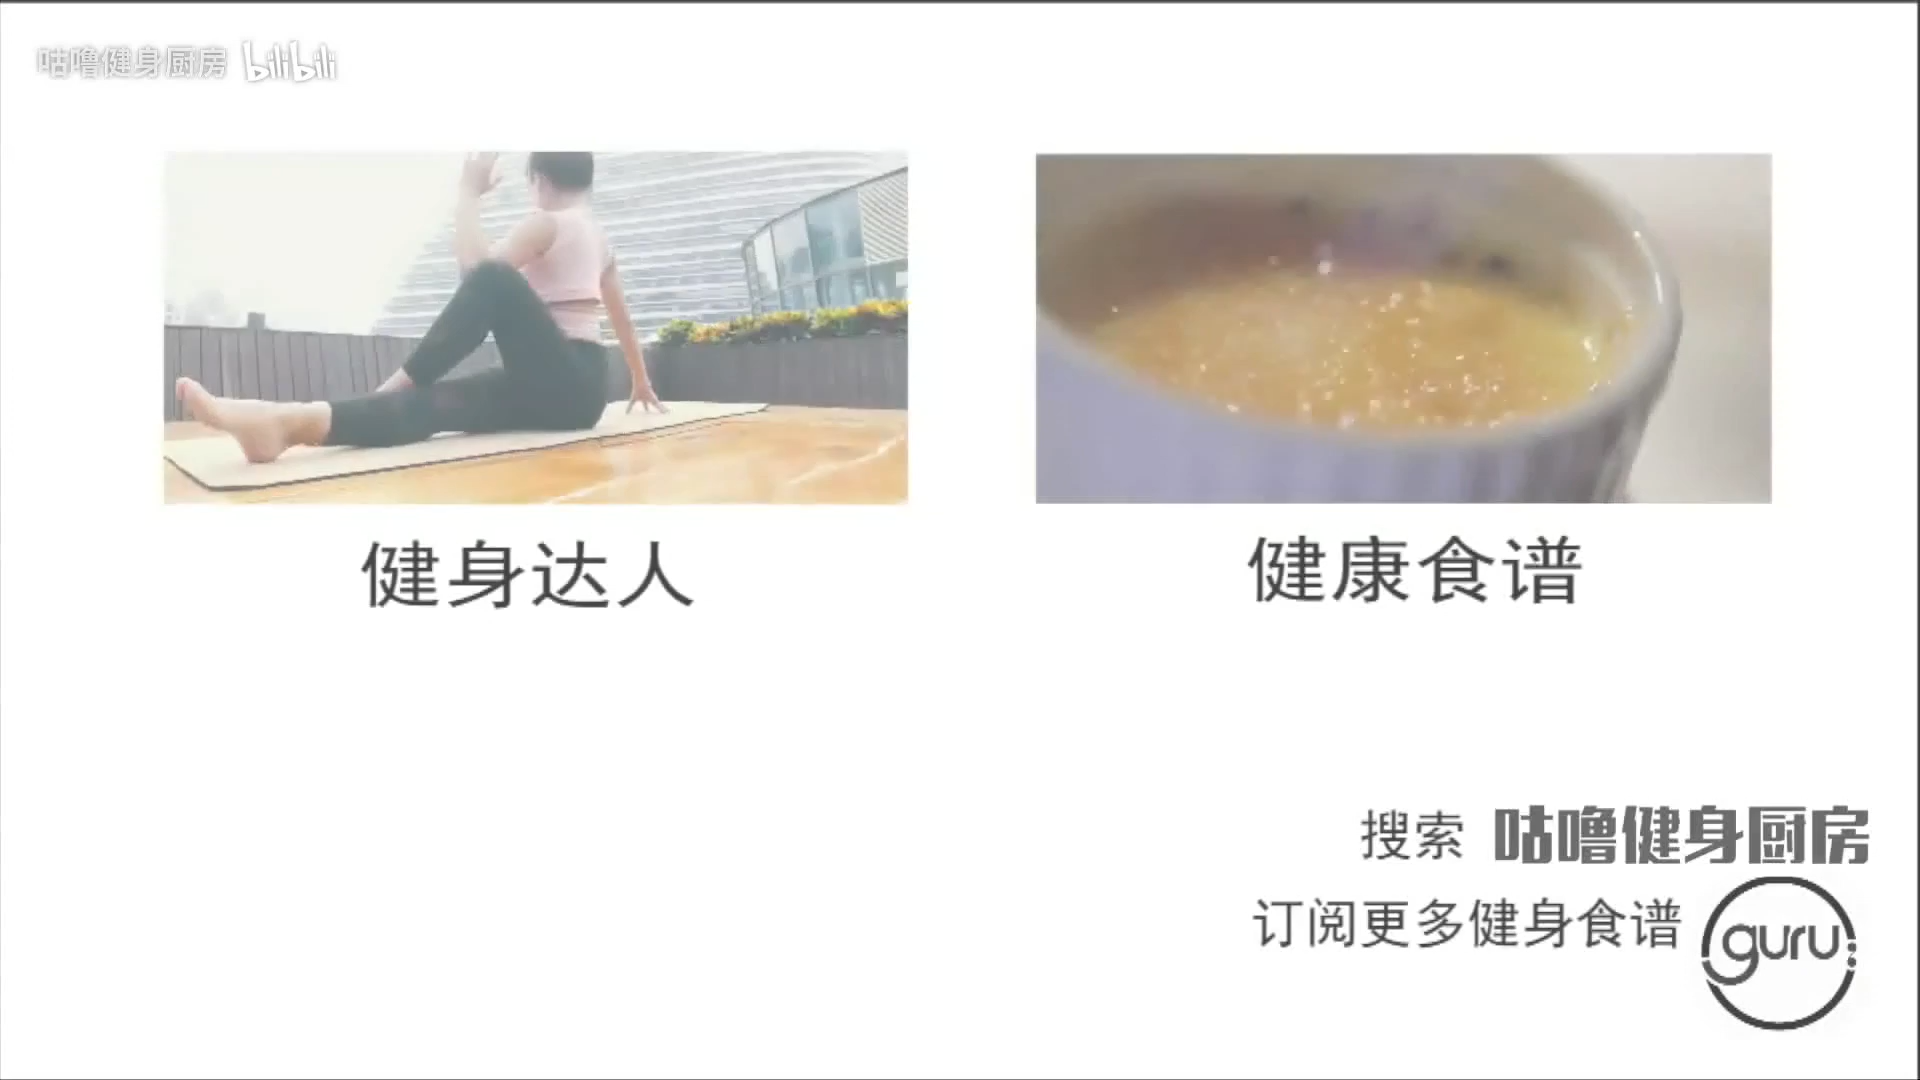 咕噜健身厨房 bilibili
健身达人
健康食谱
搜索 咕噜健身厨房
订阅更多健身食谱
guru